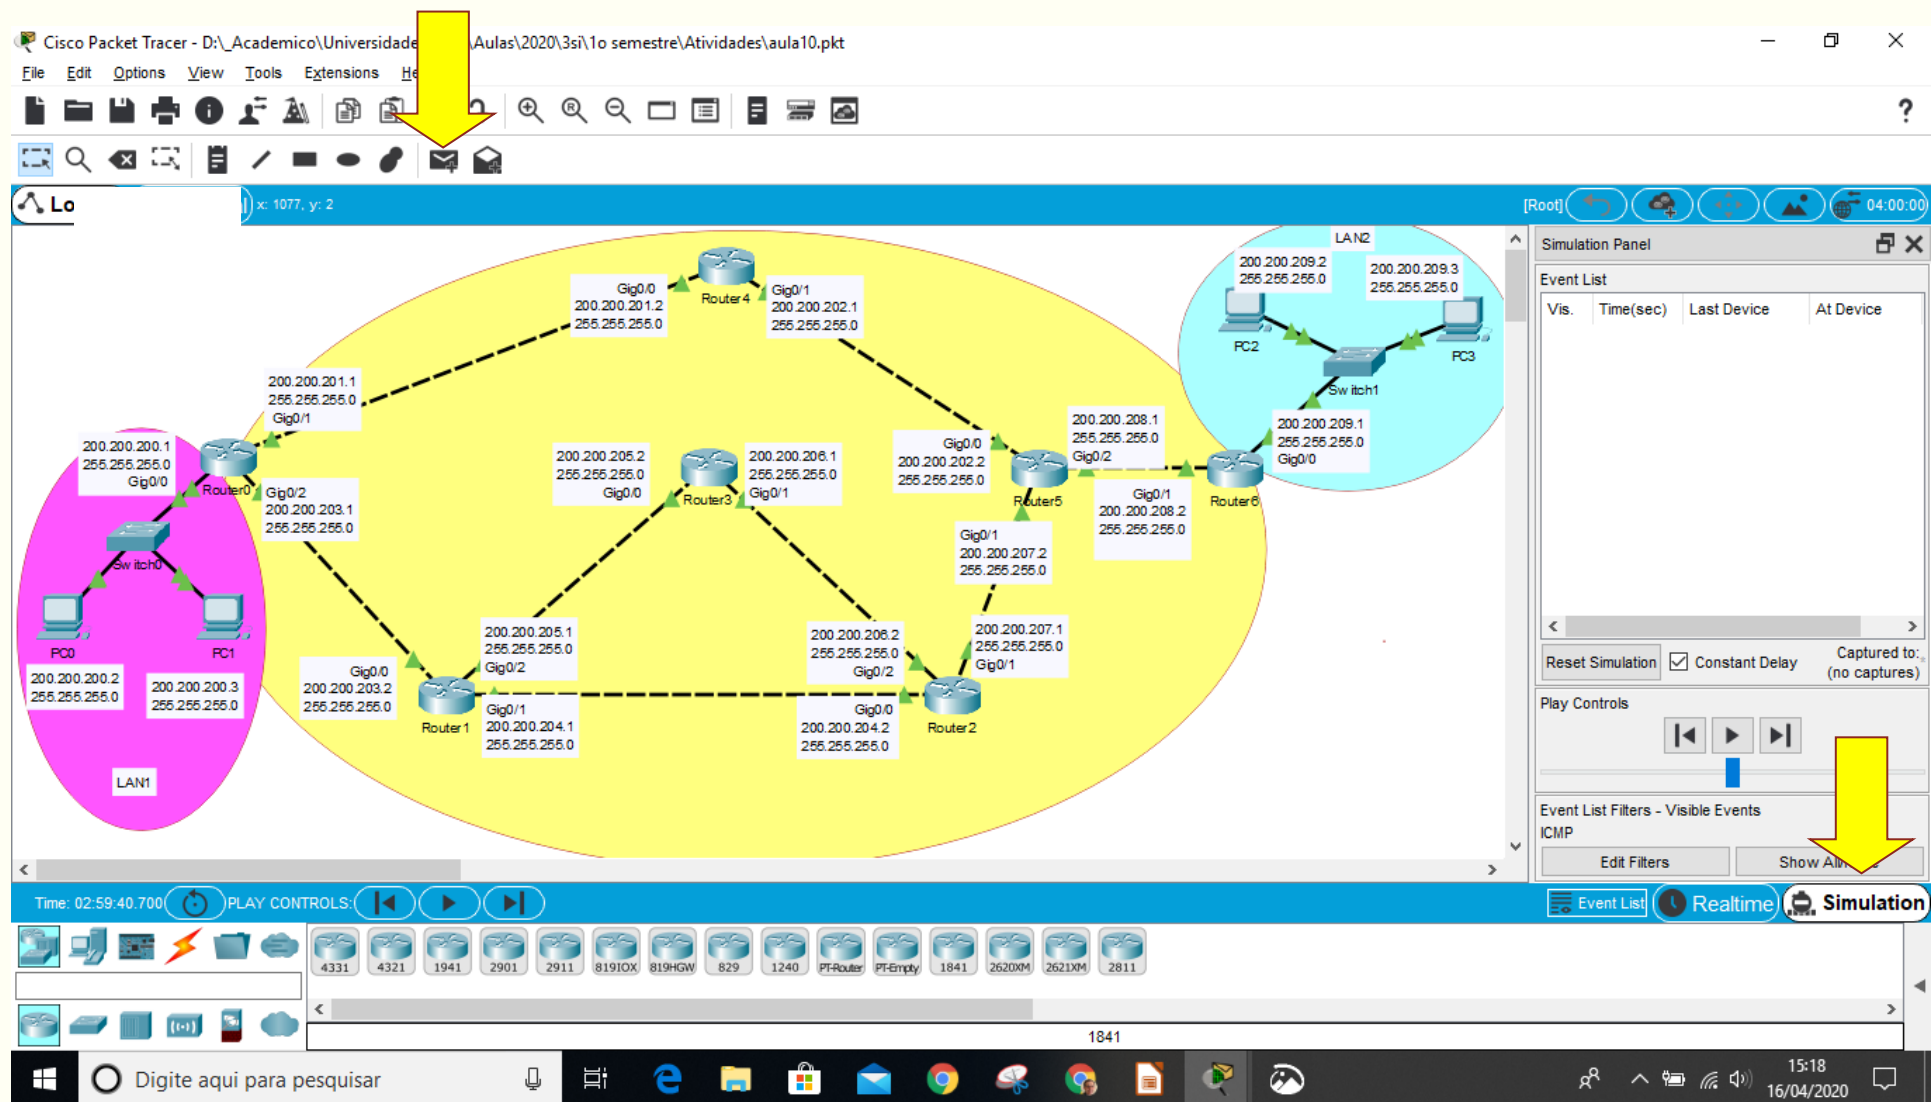 Cisco Packet Tracer - D:\_Academico\Universidade \Aulas\2020\3si\1o semestre\Atividades\aula10.pkt
File Edit Options View Tools Extensions
x: 1077, y: 2
[Root]
04:00:00
LAN2
200.200.209.2
255.255.255.0
200.200.209.3
255.255.255.0
PC2
PC3
Switch1
200.200.209.1
255.255.255.0
Gig0/0
Gig0/0
200.200.201.2
255.255.255.0
Router4
Gig0/1
200.200.202.1
255.255.255.0
200.200.201.1
255.255.255.0
Gig0/1
200.200.200.1
255.255.255.0
Gig0/0
Router0
Gig0/2
200.200.203.1
255.255.255.0
200.200.205.2
255.255.255.0
Gig0/0
Router3
200.200.206.1
255.255.255.0
Gig0/1
Gig0/0
200.200.202.2
255.255.255.0
200.200.208.1
255.255.255.0
Gig0/2
Router5
Gig0/1
200.200.208.2
255.255.255.0
Router6
Gig0/1
200.200.207.2
255.255.255.0
Switch0
PC0
PC1
200.200.200.2
255.255.255.0
200.200.200.3
255.255.255.0
LAN1
Gig0/0
200.200.203.2
255.255.255.0
Router1
200.200.205.1
255.255.255.0
Gig0/2
Gig0/1
200.200.204.1
255.255.255.0
200.200.206.2
255.255.255.0
Gig0/2
200.200.207.1
255.255.255.0
Gig0/1
Gig0/0
200.200.204.2
255.255.255.0
Router2
Simulation Panel
Event List
Vis. Time(sec) Last Device At Device
Reset Simulation Constant Delay
Captured to:
(no captures)
Play Controls
Event List Filters - Visible Events
ICMP
Edit Filters
Show
Time: 02:59:40.700
PLAY CONTROLS:
Event List
Realtime
Simulation
4331 4321 1941 2901 2911 819IOX 819HGW 829 1240 PT-Router PT-Empty 1841 2620XM 2621XM 2811
1841
Digite aqui para pesquisar
15:18
16/04/2020